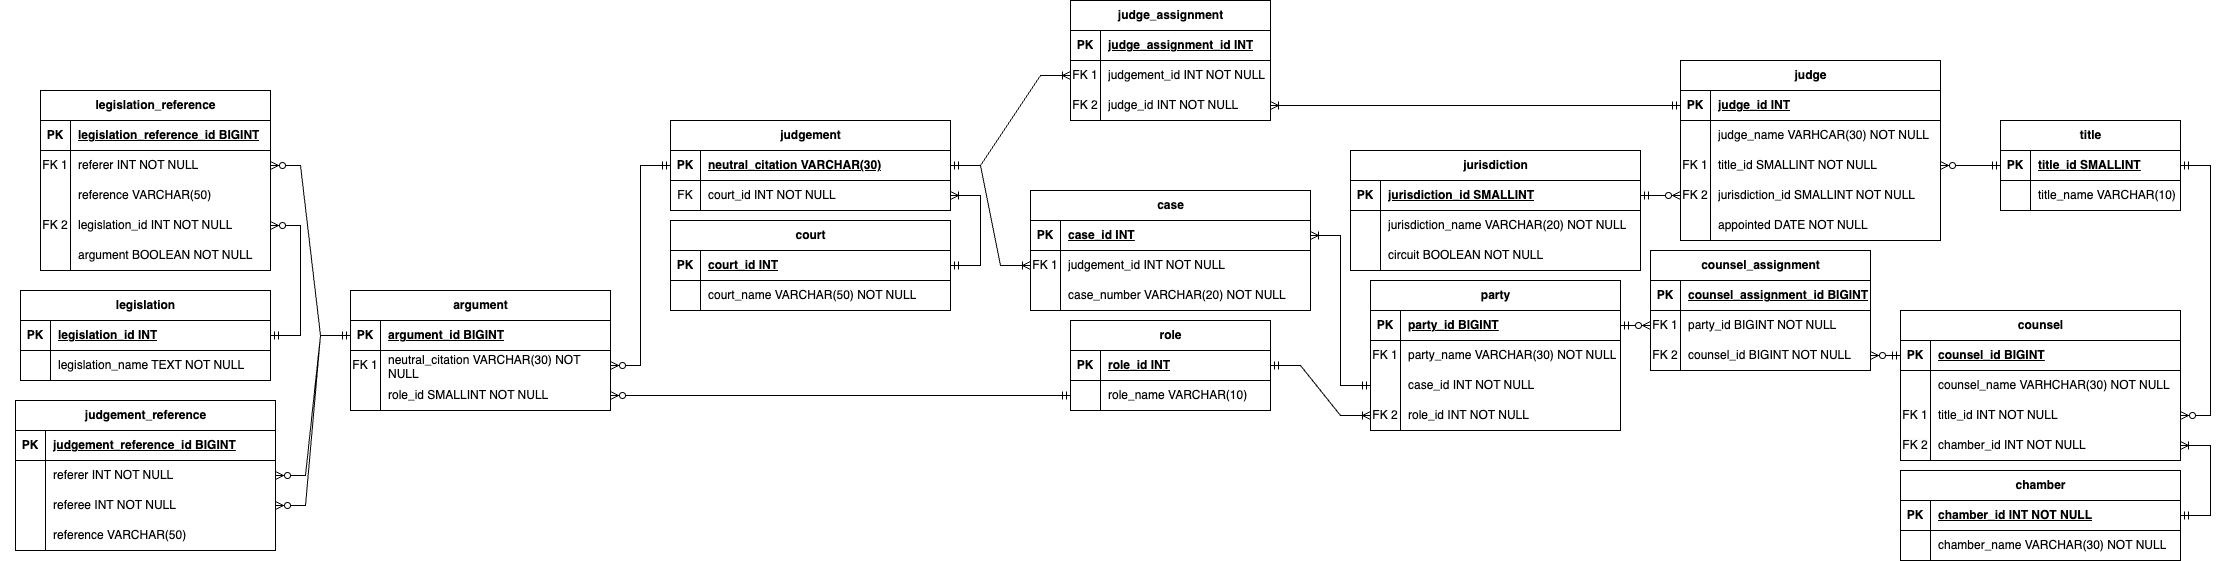 judge_assignment
PK judge_assignment_id INT
FK 1 judgement_id INT NOT NULL
FK 2 judge_id INT NOT NULL
judge
PK judge_id INT
judge_name VARHCAR(30) NOT NULL
FK 1 title_id SMALLINT NOT NULL
FK 2 jurisdiction_id SMALLINT NOT NULL
appointed DATE NOT NULL
legislation_reference
PK legislation_reference_id BIGINT
FK 1 referer INT NOT NULL
reference VARCHAR(50)
FK 2 legislation_id INT NOT NULL
argument BOOLEAN NOT NULL
judgement
PK neutral_citation VARCHAR(30)
FK court_id INT NOT NULL
title
PK title_id SMALLINT
title_name VARCHAR(10)
jurisdiction
PK jurisdiction_id SMALLINT
jurisdiction_name VARCHAR(20) NOT NULL
circuit BOOLEAN NOT NULL
case
PK case_id INT
FK 1 judgement_id INT NOT NULL
case_number VARCHAR(20) NOT NULL
court
PK court_id INT
court_name VARCHAR(50) NOT NULL
counsel_assignment
PK counsel_assignment_id BIGINT
FK 1 party_id BIGINT NOT NULL
FK 2 counsel_id BIGINT NOT NULL
party
PK party_id BIGINT
FK 1 party_name VARCHAR(30) NOT NULL
case_id INT NOT NULL
FK 2 role_id INT NOT NULL
legislation
PK legislation_id INT
legislation_name TEXT NOT NULL
argument
PK argument_id BIGINT
FK 1 neutral_citation VARCHAR(30) NOT
NULL
role_id SMALLINT NOT NULL
role
PK role_id INT
role_name VARCHAR(10)
counsel
PK counsel_id BIGINT
counsel_name VARHCHAR(30) NOT NULL
FK 1 title_id INT NOT NULL
FK 2 chamber_id INT NOT NULL
judgement_reference
PK judgement_reference_id BIGINT
referer INT NOT NULL
referee INT NOT NULL
reference VARCHAR(50)
chamber
PK chamber_id INT NOT NULL
chamber_name VARCHAR(30) NOT NULL